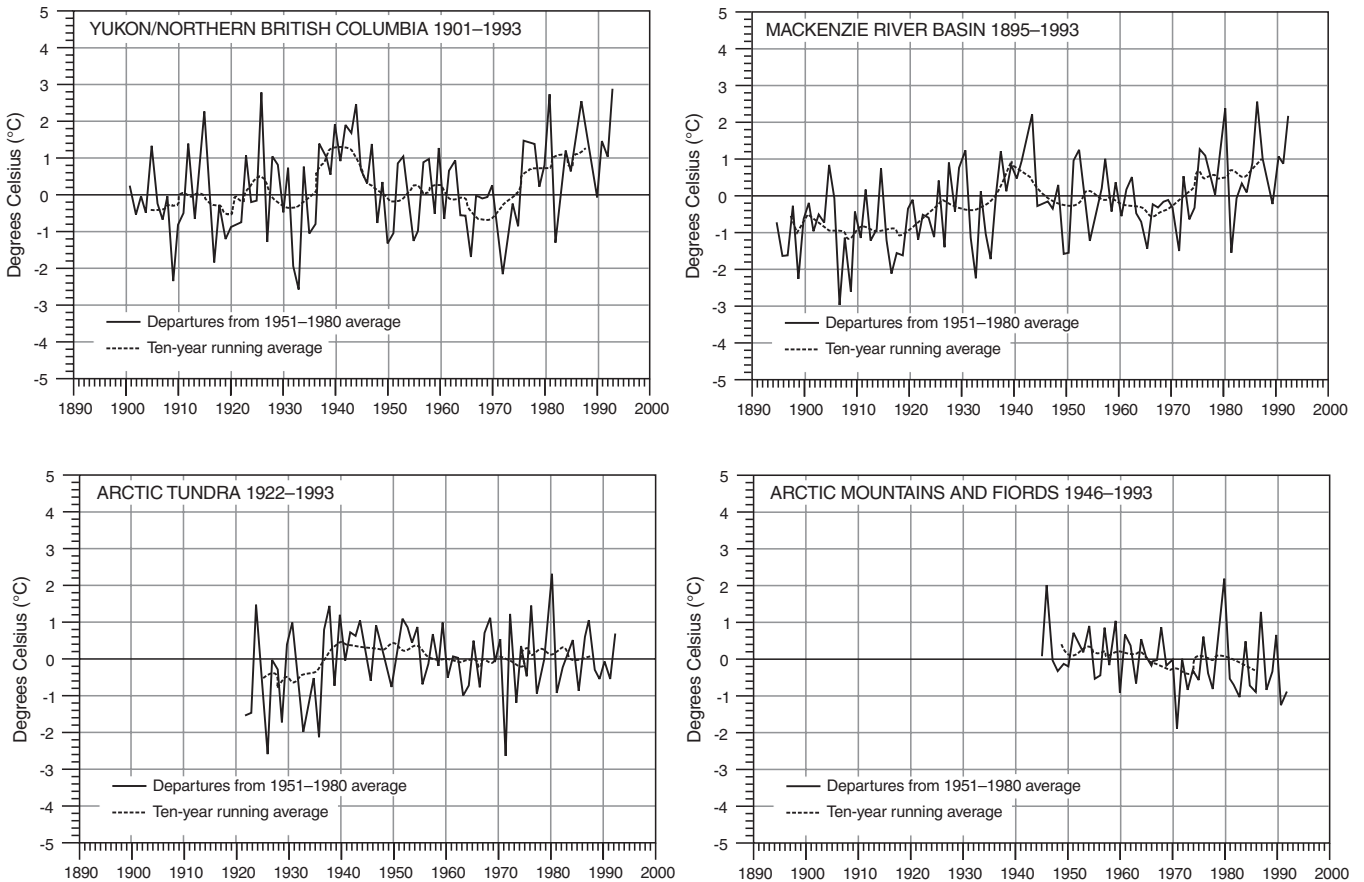 YUKON/NORTHERN BRITISH COLUMBIA 1901–1993
Degrees Celsius (°C)
5
4
3
2
1
0
-1
-2
-3
-4
-5
Departures from 1951–1980 average
Ten-year running average
1890 1900 1910 1920 1930 1940 1950 1960 1970 1980 1990 2000
MACKENZIE RIVER BASIN 1895–1993
Degrees Celsius (°C)
5
4
3
2
1
0
-1
-2
-3
-4
-5
Departures from 1951–1980 average
Ten-year running average
1890 1900 1910 1920 1930 1940 1950 1960 1970 1980 1990 2000
ARCTIC TUNDRA 1922–1993
Degrees Celsius (°C)
5
4
3
2
1
0
-1
-2
-3
-4
-5
Departures from 1951–1980 average
Ten-year running average
1890 1900 1910 1920 1930 1940 1950 1960 1970 1980 1990 2000
ARCTIC MOUNTAINS AND FIORDS 1946–1993
Degrees Celsius (°C)
5
4
3
2
1
0
-1
-2
-3
-4
-5
Departures from 1951–1980 average
Ten-year running average
1890 1900 1910 1920 1930 1940 1950 1960 1970 1980 1990 2000